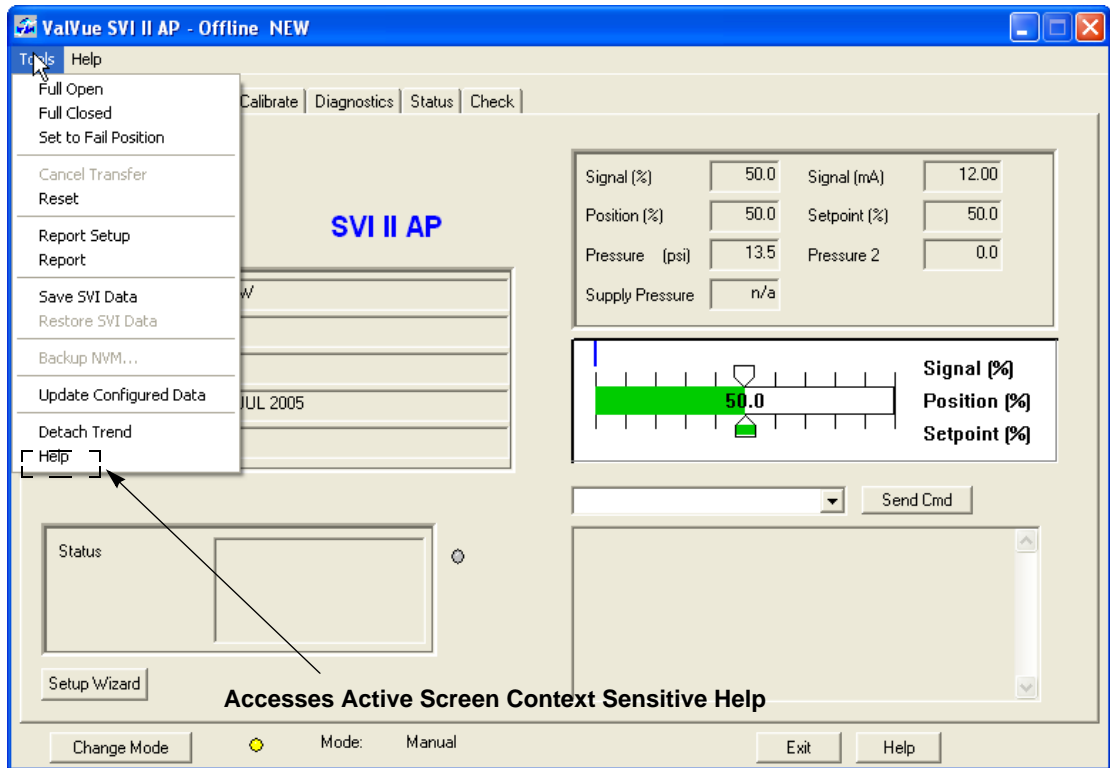 ValVue SVI II AP - Offline NEW
Tools Help
Full Open
Full Closed
Set to Fail Position
Cancel Transfer
Reset
Report Setup
Report
Save SVI Data
Restore SVI Data
Backup NVM...
Update Configured Data
Detach Trend
Help
Calibrate Diagnostics Status Check
SVI II AP
W
JUL 2005
Signal (%) 50.0 Signal (mA) 12.00
Position (%) 50.0 Setpoint (%) 50.0
Pressure (psi) 13.5 Pressure 2 0.0
Supply Pressure n/a
Signal (%)
50.0 Position (%)
Setpoint (%)
Send Cmd
Status
Setup Wizard
Accesses Active Screen Context Sensitive Help
Change Mode Mode: Manual Exit Help